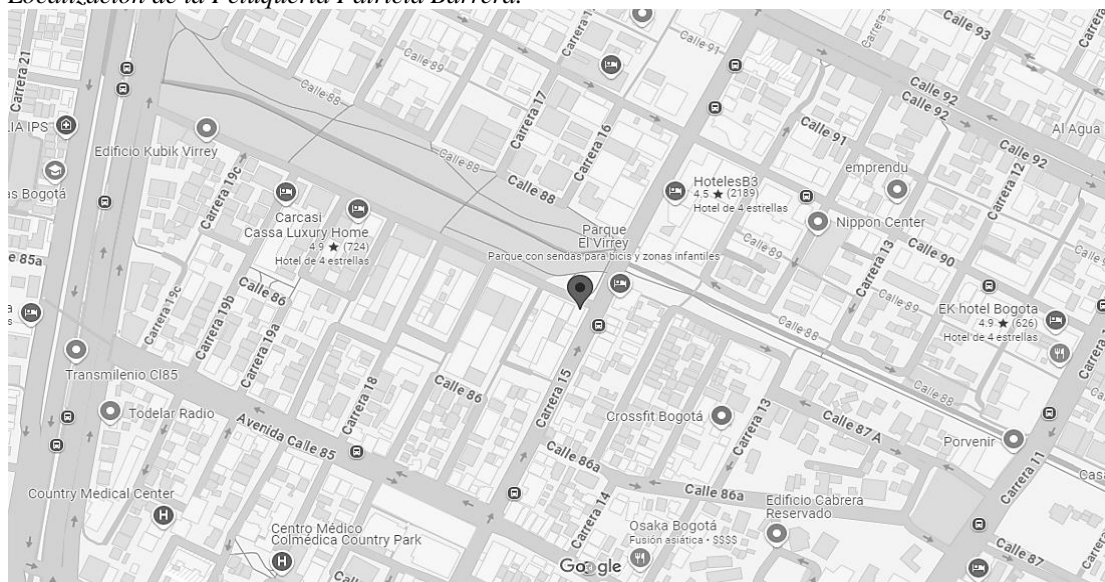 Localización de la Peluquería Patricia Barrera.
Carrera 21
Calle 89
Calle 88
Carrera 17
Carrera 16
Calle 91
Calle 93
Calle 92
Calle 92
Al Agua
LIA IPS
Edificio Kubik Virrey
Carrera 19c
Calle 88
Calle 88
Calle 91
Calle 92
Carrera 12
emprendu
as Bogotá
HotelesB3
4.5 ★ (2189)
Hotel de 4 estrellas
Nippon Center
Carcasi
Cassa Luxury Home
4.9 ★ (724)
Hotel de 4 estrellas
Parque
El Virrey
Parque con sendas para bicis y zonas infantiles
Calle 89
Carrera 13
Calle 90
e 85a
Calle 86
Carrera 19c
Carrera 19b
Carrera 19a
Calle 89
EK hotel Bogota
4.9 ★ (626)
Hotel de 4 estrellas
Calle 88
Transmilenio Cl85
Carrera 18
Calle 86
Carrera 15
Crossfit Bogotá
Carrera 13
Calle 88
Todelar Radio
Avenida Calle 85
Calle 87A
Porvenir
Carrera 11
Calle 86a
Calle 86a
Country Medical Center
Edificio Cabrera
Reservado
Centro Médico
Colmédica Country Park
Carrera 14
Osaka Bogotá
Fusión asiática · $$$$
Google
Calle 87